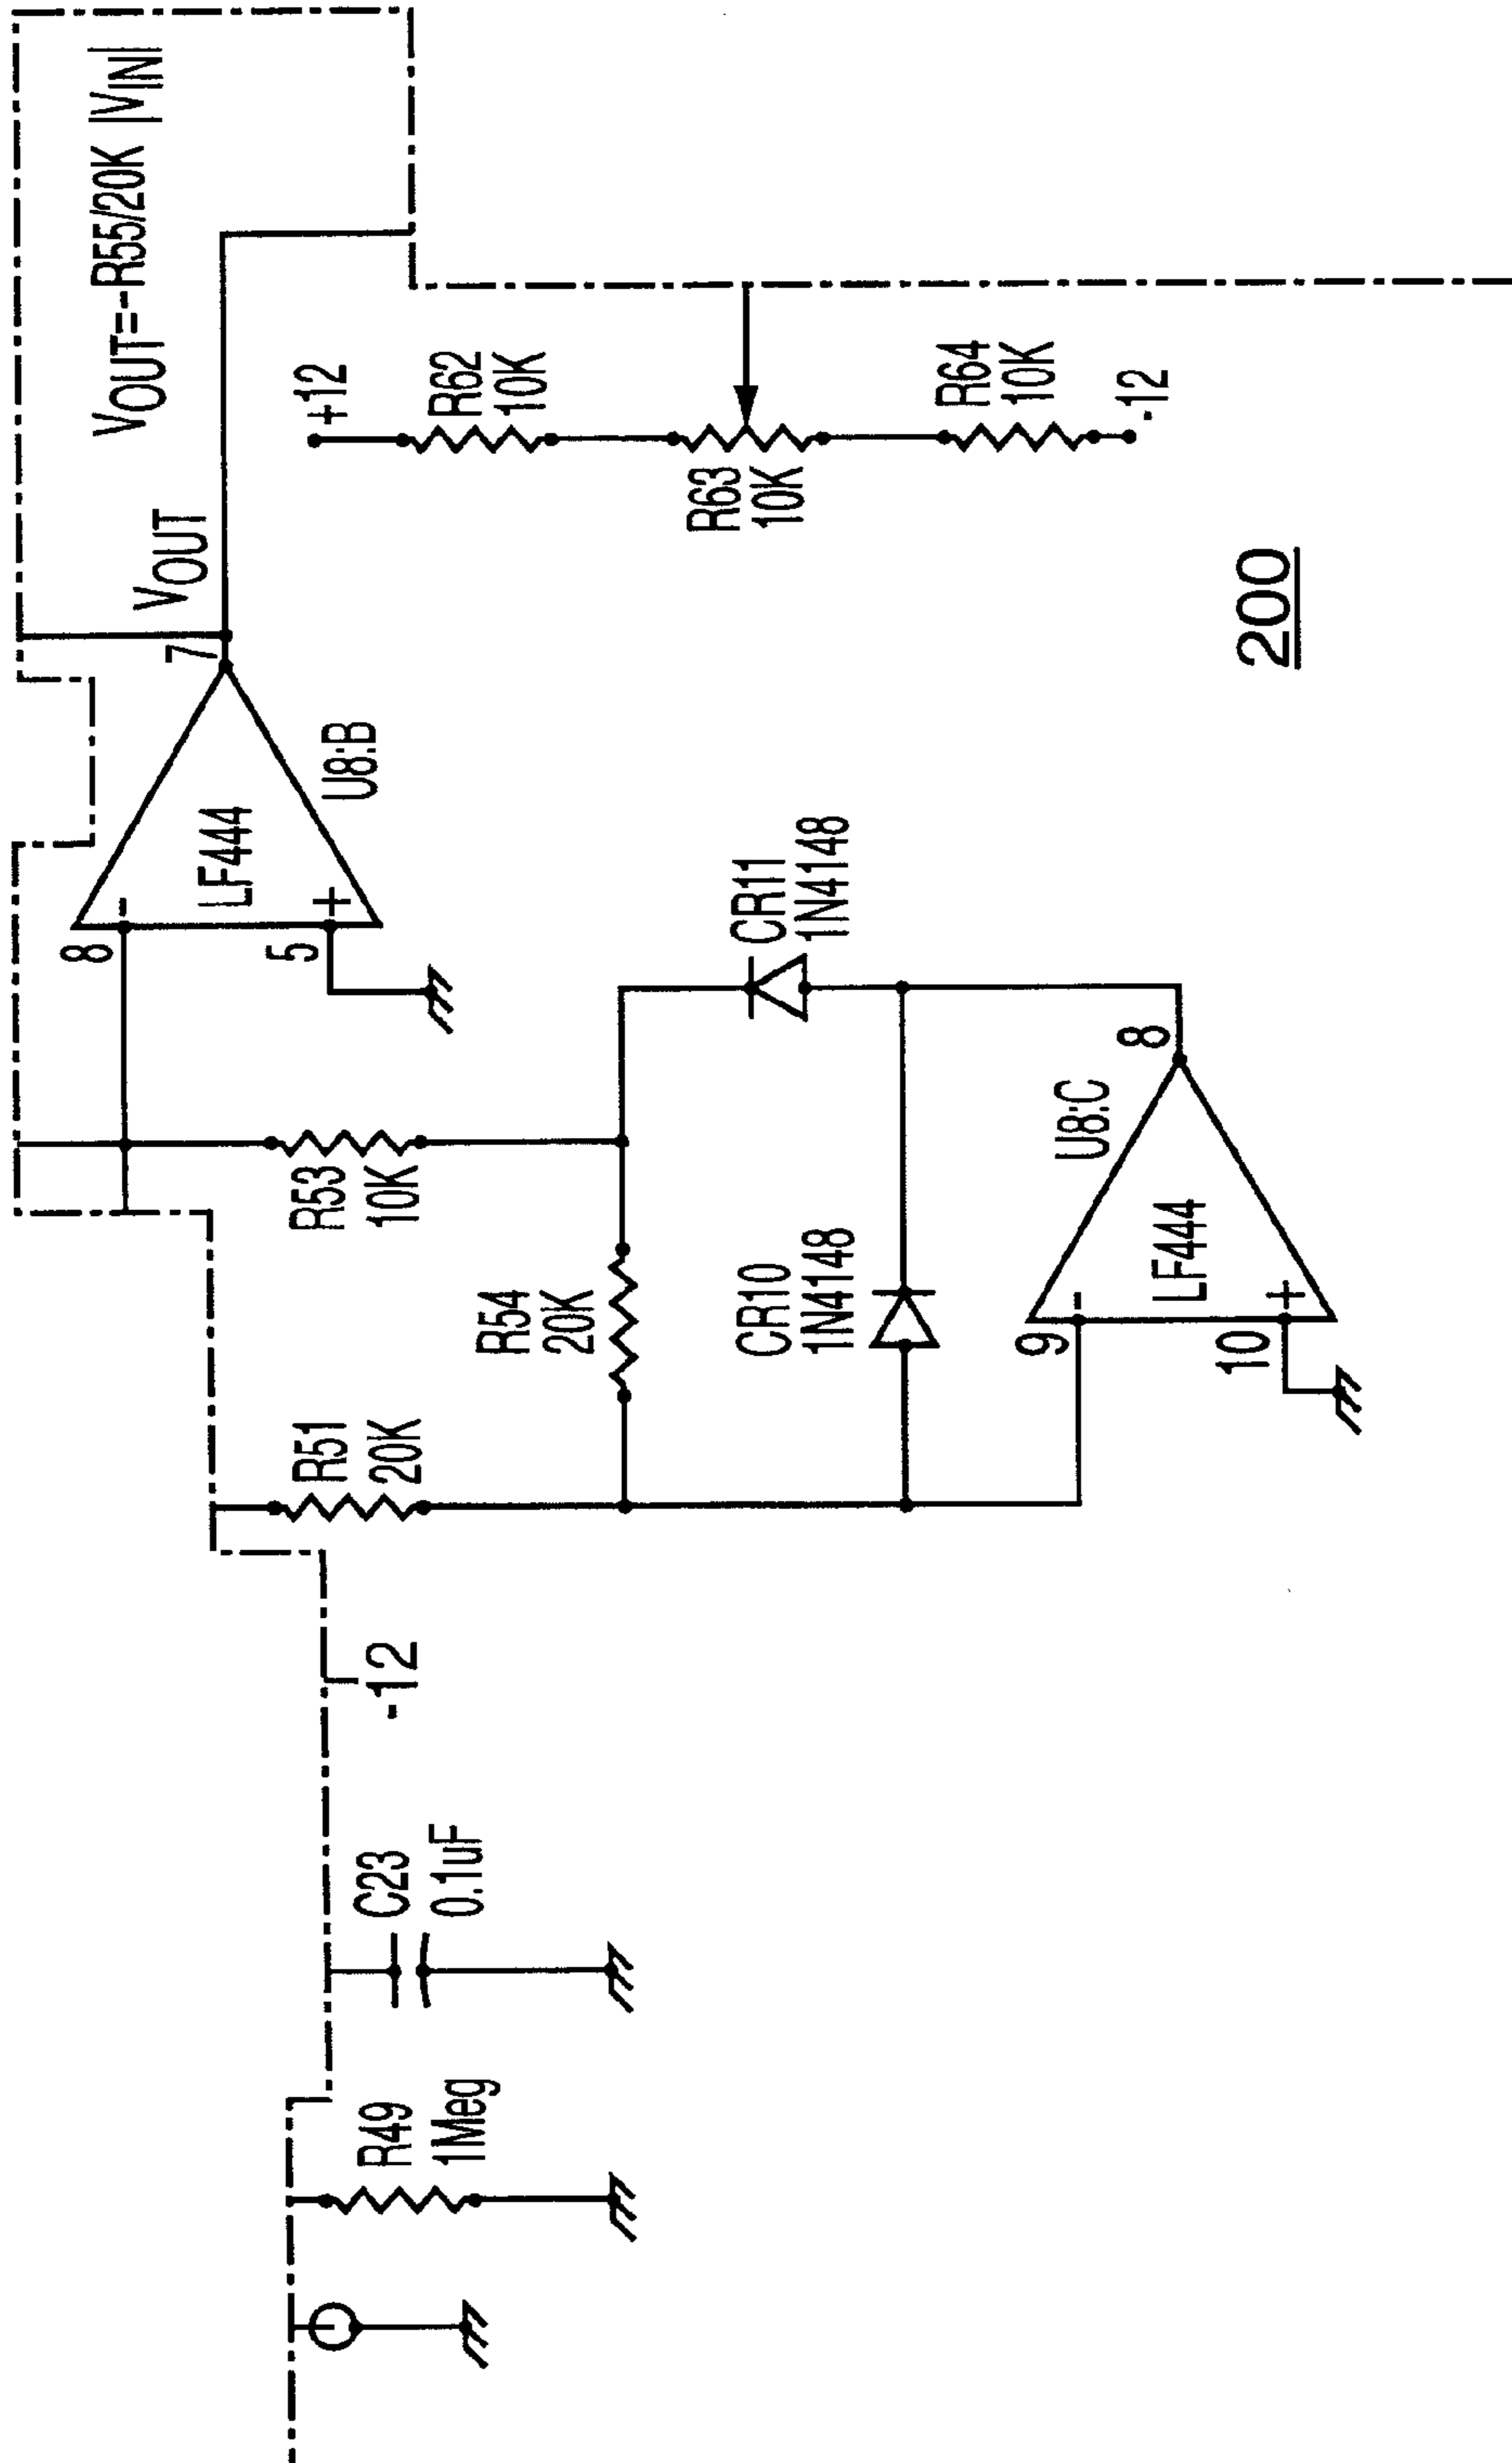 VOUT=-R55/20K |VIN|
VOUT
7
8
-
LF444
5
+
U8:B
+12
R62
10K
R63
10K
R64
10K
-12
R53
10K
CR11
1N4148
R54
20K
R51
20K
CR10
1N4148
U8:C
8
9
-
LF444
10
+
-12
C23
0.1uF
R49
1Meg
200